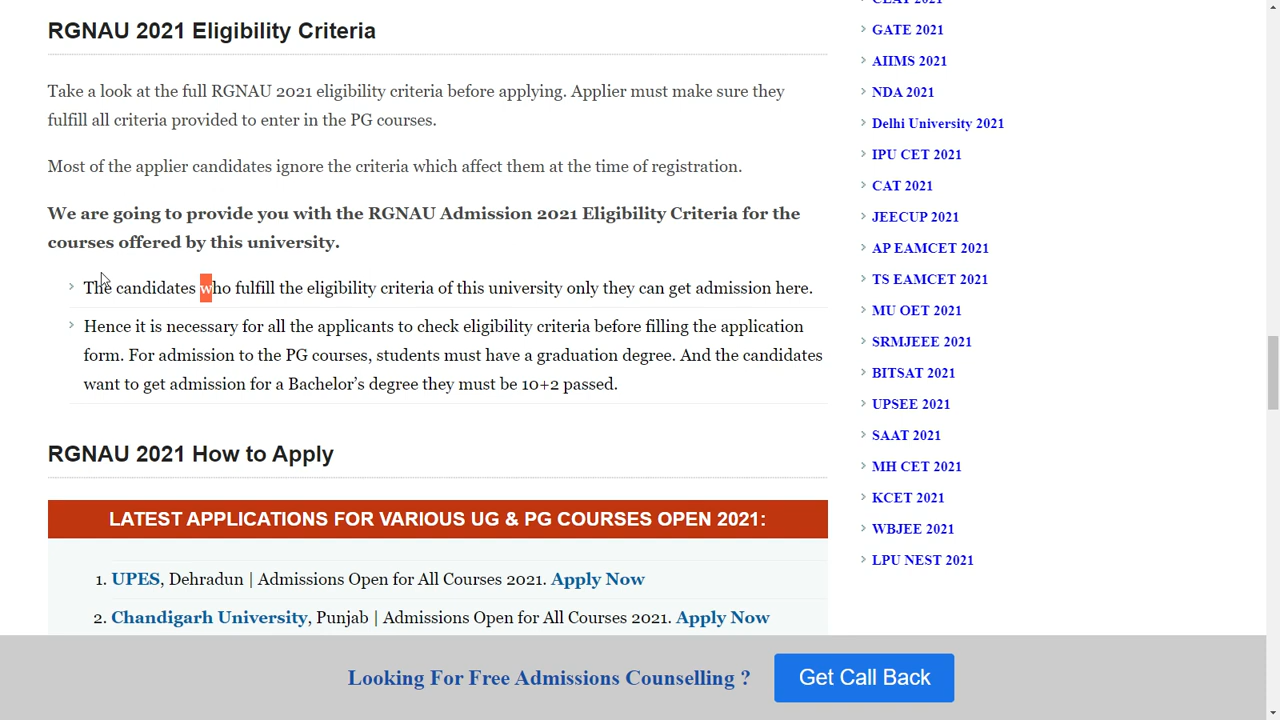 RGNAU 2021 Eligibility Criteria
Take a look at the full RGNAU 2021 eligibility criteria before applying. Applier must make sure they
fulfill all criteria provided to enter in the PG courses.
Most of the applier candidates ignore the criteria which affect them at the time of registration.
We are going to provide you with the RGNAU Admission 2021 Eligibility Criteria for the
courses offered by this university.
The candidates who fulfill the eligibility criteria of this university only they can get admission here.
Hence it is necessary for all the applicants to check eligibility criteria before filling the application
form. For admission to the PG courses, students must have a graduation degree. And the candidates
want to get admission for a Bachelor's degree they must be 10+2 passed.
RGNAU 2021 How to Apply
LATEST APPLICATIONS FOR VARIOUS UG & PG COURSES OPEN 2021:
1. UPES, Dehradun | Admissions Open for All Courses 2021. Apply Now
2. Chandigarh University, Punjab | Admissions Open for All Courses 2021. Apply Now
CLAT 2021
GATE 2021
AIIMS 2021
NDA 2021
Delhi University 2021
IPU CET 2021
CAT 2021
JEECUP 2021
AP EAMCET 2021
TS EAMCET 2021
MU OET 2021
SRMJEEE 2021
BITSAT 2021
UPSEE 2021
SAAT 2021
MH CET 2021
KCET 2021
WBJEE 2021
LPU NEST 2021
Looking For Free Admissions Counselling ?
Get Call Back